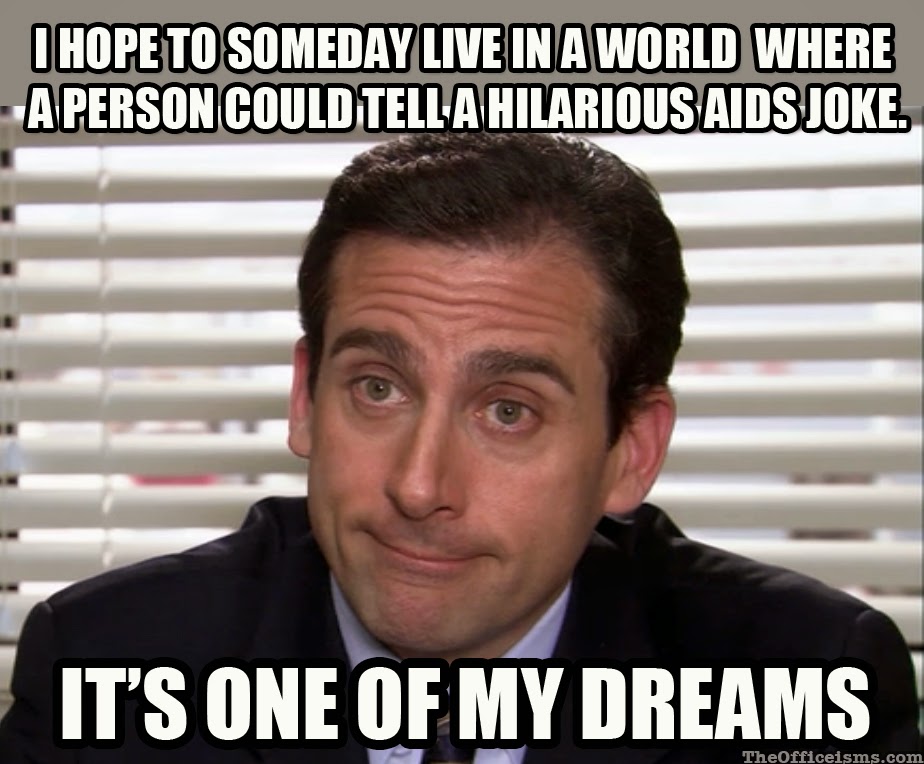 I HOPE TO SOMEDAY LIVE IN A WORLD WHERE
A PERSON COULD TELL A HILARIOUS AIDS JOKE.
IT'S ONE OF MY DREAMS
TheOfficeisms.com